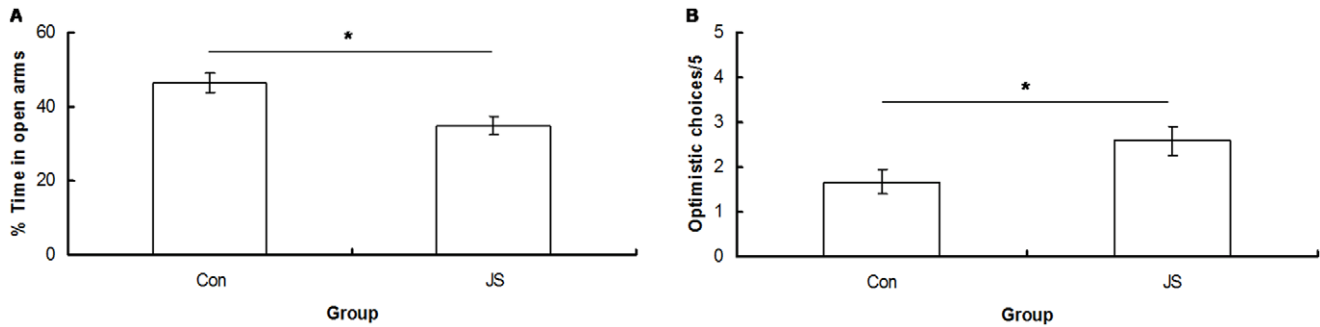 A
% Time in open arms
60
40
20
0
*
Con
JS
Group
B
Optimistic choices/5
5
4
3
2
1
0
*
Con
JS
Group